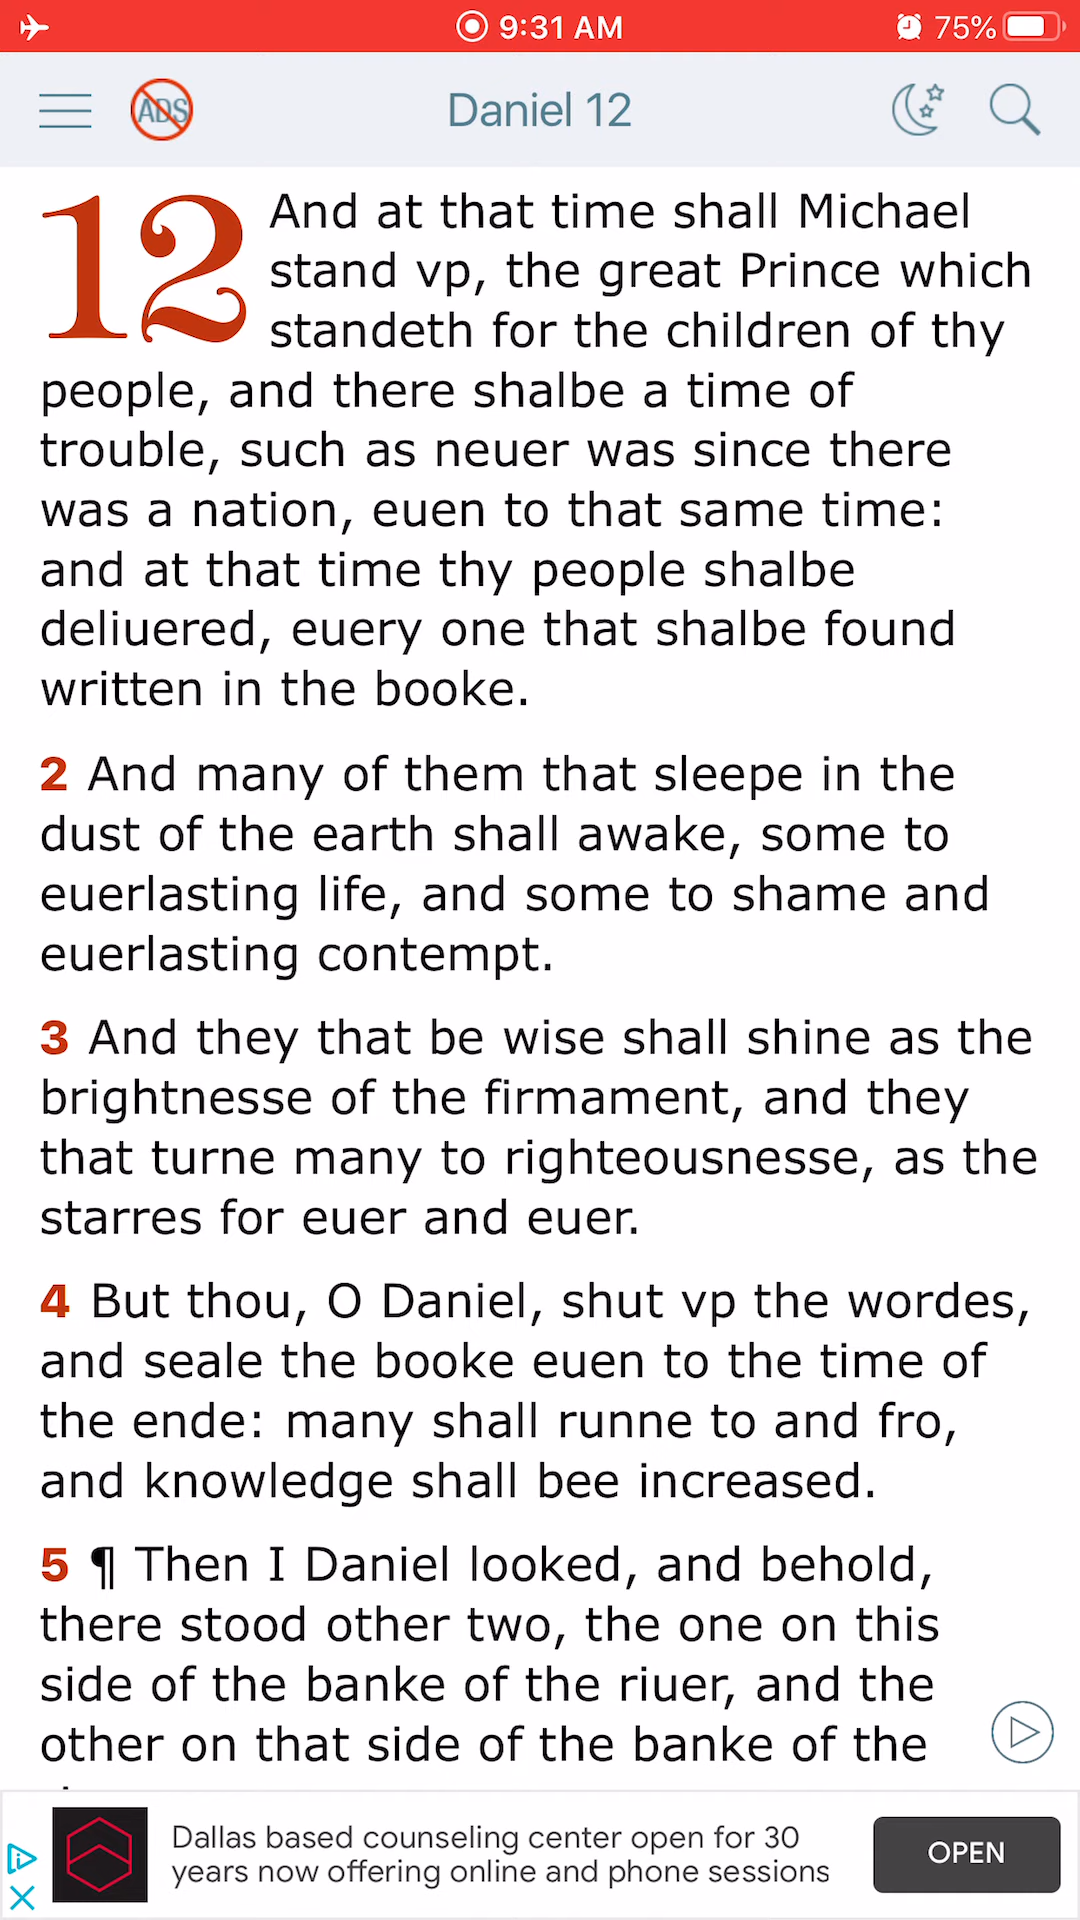 9:31 AM
75%
ADS
Daniel 12
12 And at that time shall Michael
stand vp, the great Prince which
standeth for the children of thy
people, and there shalbe a time of
trouble, such as neuer was since there
was a nation, euen to that same time:
and at that time thy people shalbe
deliuered, euery one that shalbe found
written in the booke.
2 And many of them that sleepe in the
dust of the earth shall awake, some to
euerlasting life, and some to shame and
euerlasting contempt.
3 And they that be wise shall shine as the
brightnesse of the firmament, and they
that turne many to righteousnesse, as the
starres for euer and euer.
4 But thou, O Daniel, shut vp the wordes,
and seale the booke euen to the time of
the ende: many shall runne to and fro,
and knowledge shall bee increased.
5 ¶ Then I Daniel looked, and behold,
there stood other two, the one on this
side of the banke of the riuer, and the
other on that side of the banke of the
Dallas based counseling center open for 30
years now offering online and phone sessions
OPEN